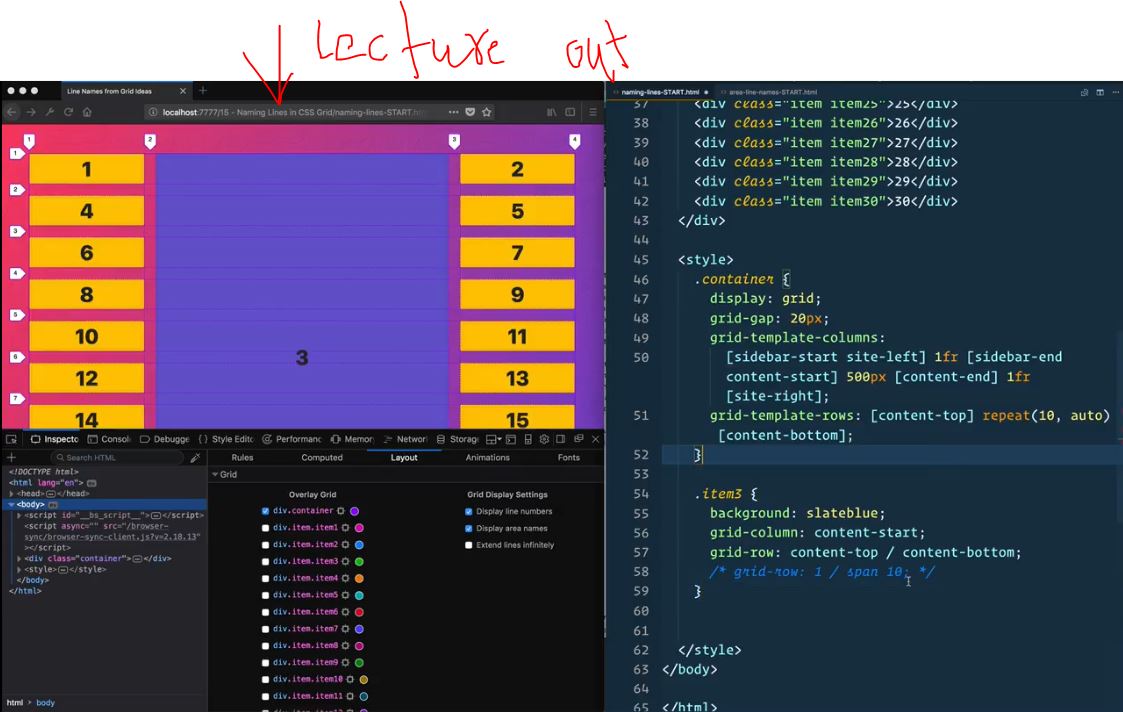 Lecture out
Line Names from Grid Ideas
localhost:7777/15 - Naming Lines in CSS Grid/naming-lines-START.ht
1 2 3 4
1
1 2
2
4 5
3
6 7
4
8 9
5
10 11
6
3
12 13
7
14 15
Inspecto Consol Debugge Style Edito Performanc Memor Networ Storag
Search HTML
Rules Computed Layout Animations Fonts
<!DOCTYPE html>
<html lang="en">
<head> </head>
<body>
<script id="__bs_script__"> </script>
<script async="" src="/browser-
sync/browser-sync-client.js?v=2.18.13"
></script>
<div class="container"> </div>
<style> </style>
</body>
</html>
Grid
Overlay Grid
div.container
div.item.item1
div.item.item2
div.item.item3
div.item.item4
div.item.item5
div.item.item6
div.item.item7
div.item.item8
div.item.item9
div.item.item10
div.item.item11
Grid Display Settings
Display line numbers
Display area names
Extend lines infinitely
html > body
naming-lines-START.html area-line-names-START.html
37 <div class="item item25">25</div>
38 <div class="item item26">26</div>
39 <div class="item item27">27</div>
40 <div class="item item28">28</div>
41 <div class="item item29">29</div>
42 <div class="item item30">30</div>
43 </div>
44
45 <style>
46 .container {
47 display: grid;
48 grid-gap: 20px;
49 grid-template-columns:
50 [sidebar-start site-left] 1fr [sidebar-end
content-start] 500px [content-end] 1fr
[site-right];
51 grid-template-rows: [content-top] repeat(10, auto)
[content-bottom];
52 }
53
54 .item3 {
55 background: slateblue;
56 grid-column: content-start;
57 grid-row: content-top / content-bottom;
58 /* grid-row: 1 / span 10; */
59 }
60
61
62 </style>
63 </body>
64
65 </html>